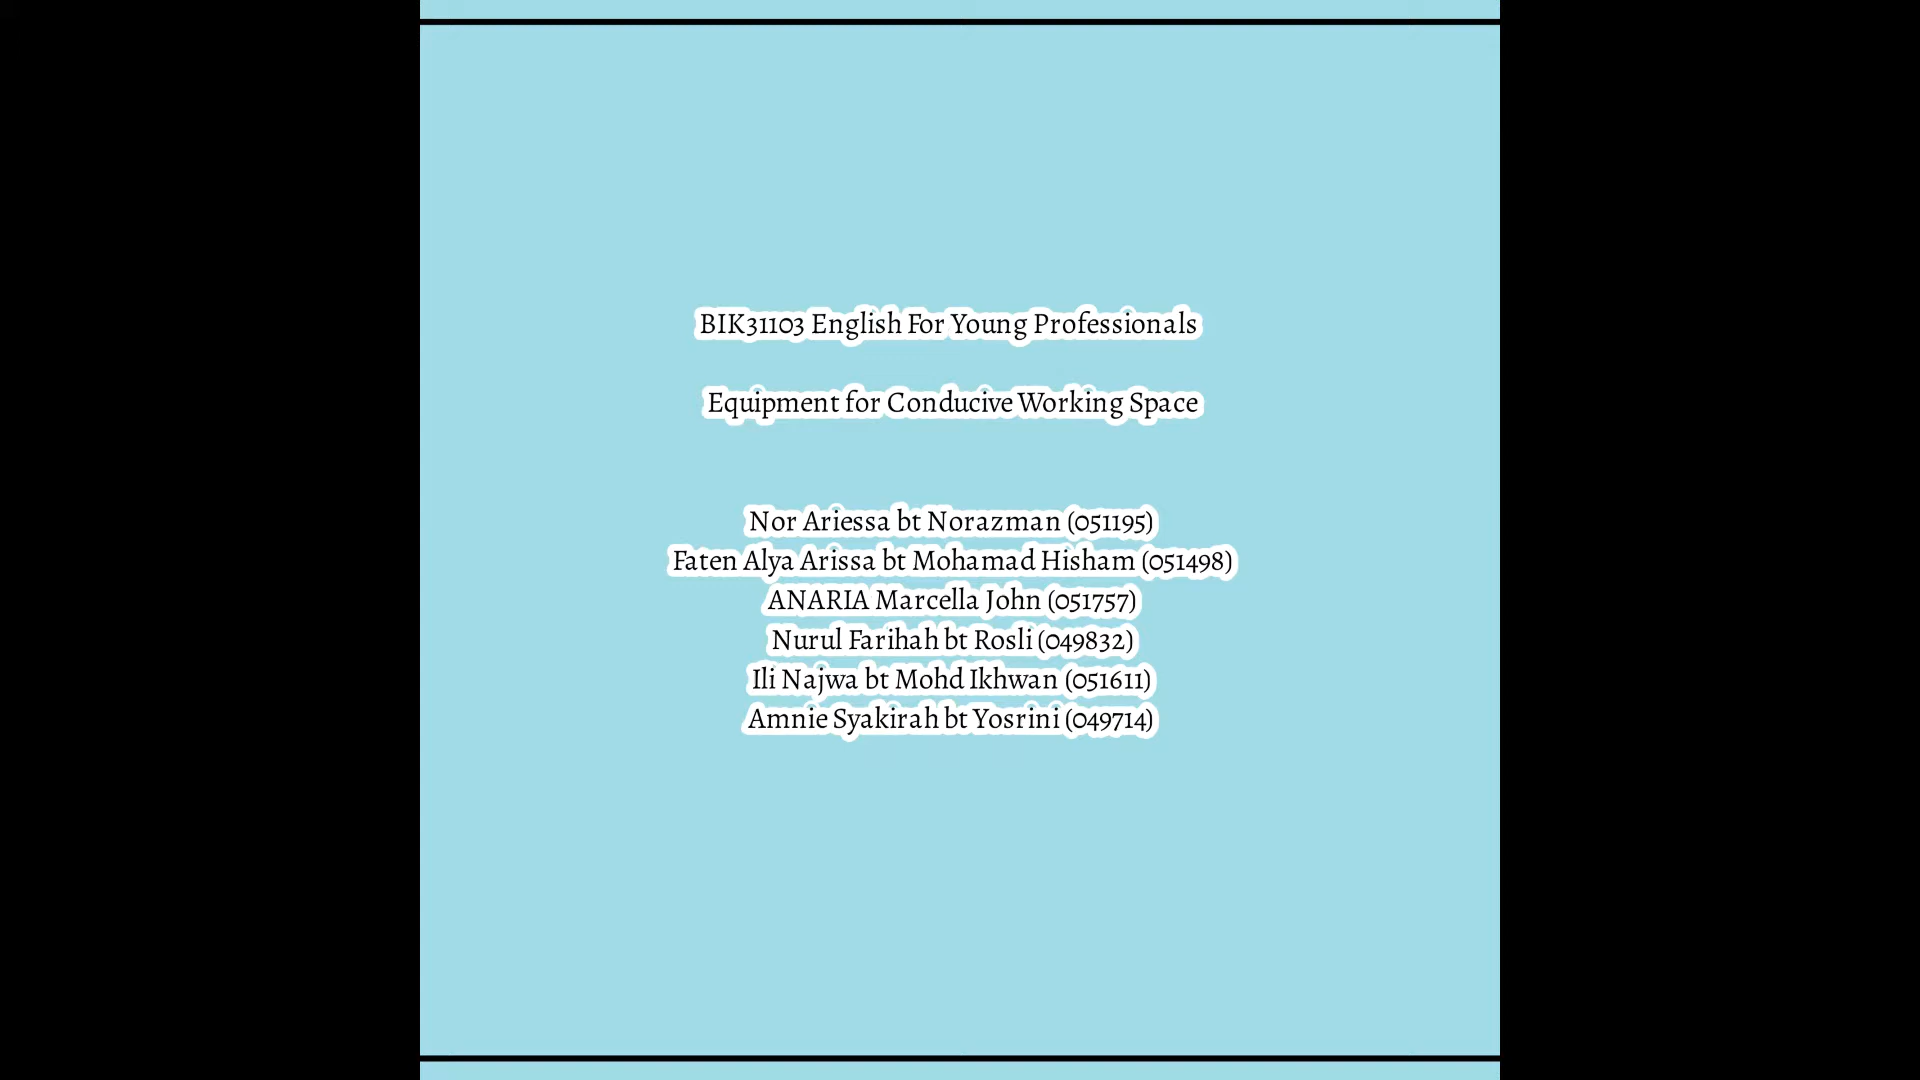 BIK31103 English For Young Professionals
Equipment for Conducive Working Space
Nor Ariessa bt Norazman (051195)
Faten Alya Arissa bt Mohamad Hisham (051498)
ANARIA Marcella John (051757)
Nurul Farihah bt Rosli (049832)
Ili Najwa bt Mohd Ikhwan (051611)
Amnie Syakirah bt Yosrini (049714)